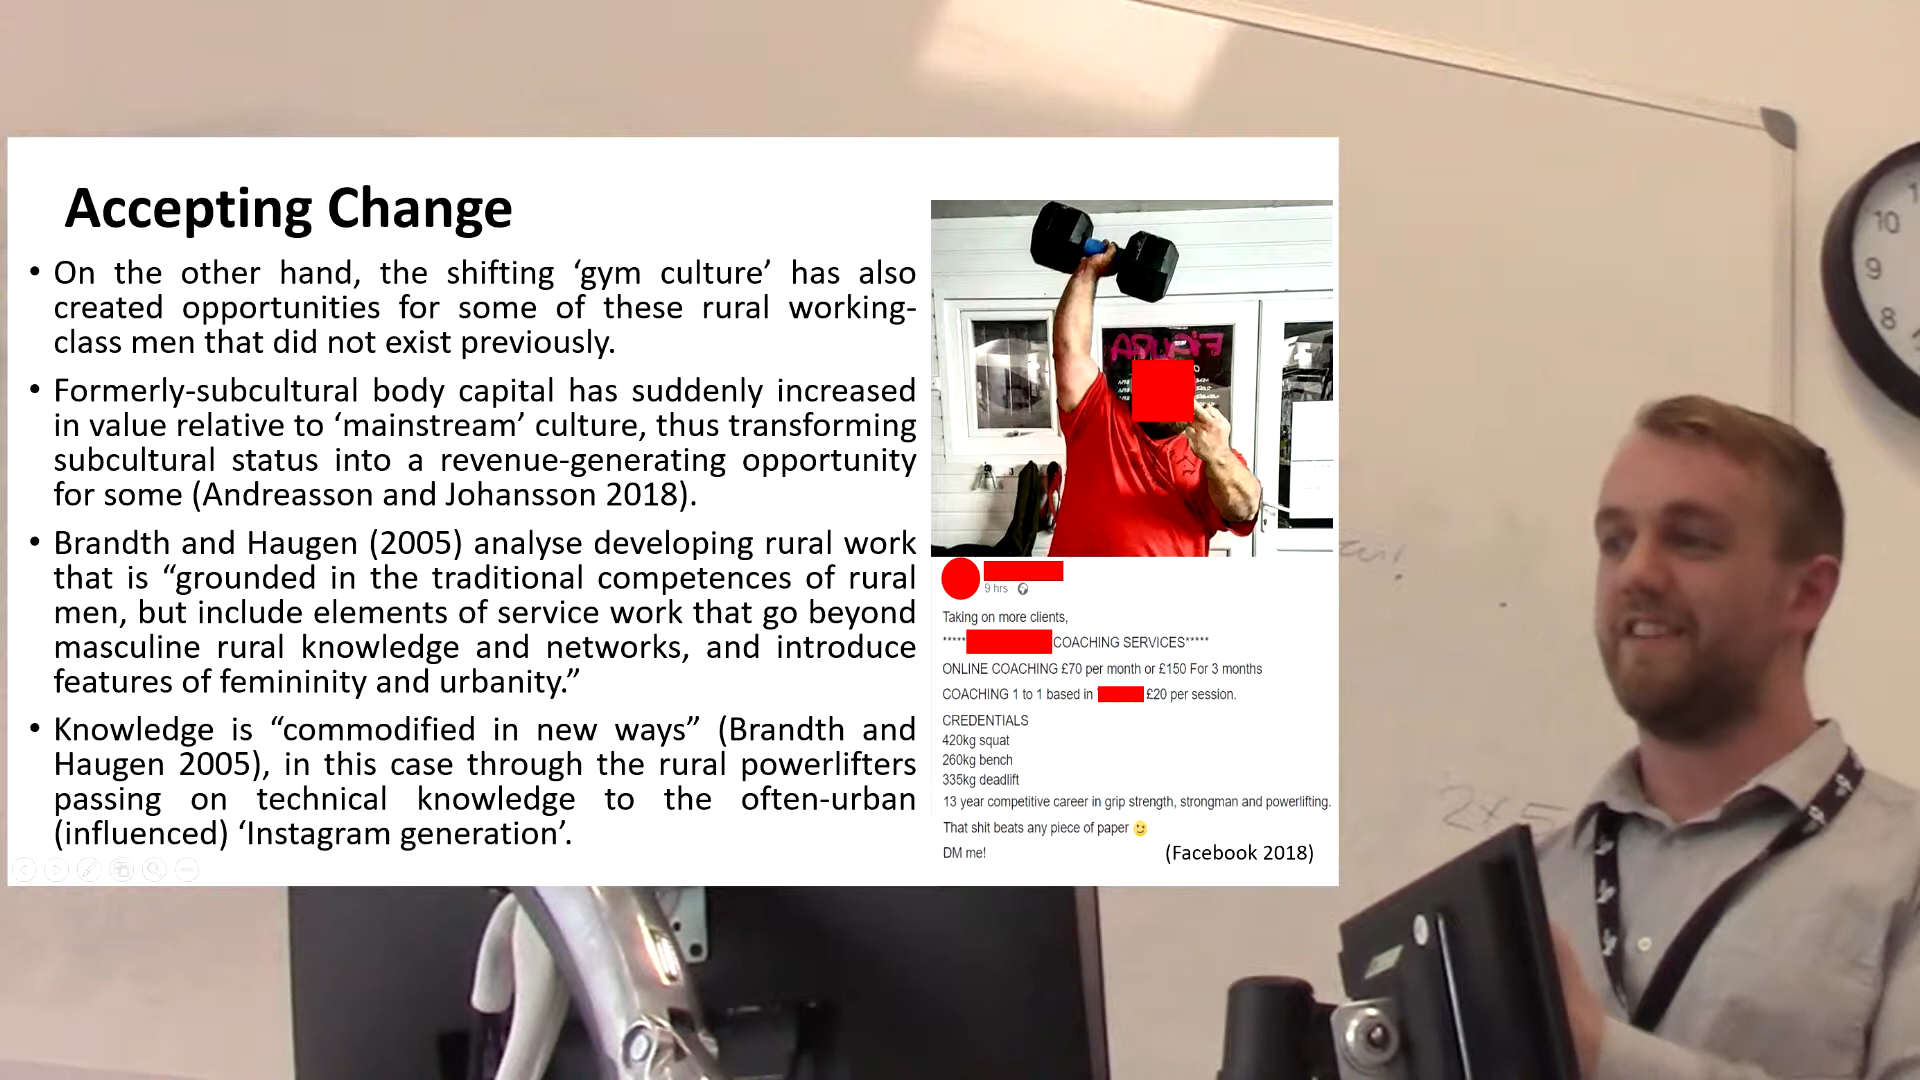 Accepting Change
• On the other hand, the shifting ‘gym culture’ has also
created opportunities for some of these rural working-
class men that did not exist previously.
• Formerly-subcultural body capital has suddenly increased
in value relative to ‘mainstream’ culture, thus transforming
subcultural status into a revenue-generating opportunity
for some (Andreasson and Johansson 2018).
• Brandth and Haugen (2005) analyse developing rural work
that is “grounded in the traditional competences of rural
men, but include elements of service work that go beyond
masculine rural knowledge and networks, and introduce
features of femininity and urbanity.”
• Knowledge is “commodified in new ways” (Brandth and
Haugen 2005), in this case through the rural powerlifters
passing on technical knowledge to the often-urban
(influenced) ‘Instagram generation’.
9 hrs
Taking on more clients,
***** COACHING SERVICES*****
ONLINE COACHING £70 per month or £150 For 3 months
COACHING 1 to 1 based in £20 per session.
CREDENTIALS
420kg squat
260kg bench
335kg deadlift
13 year competitive career in grip strength, strongman and powerlifting.
That shit beats any piece of paper 😉
DM me!
(Facebook 2018)
10
9
8